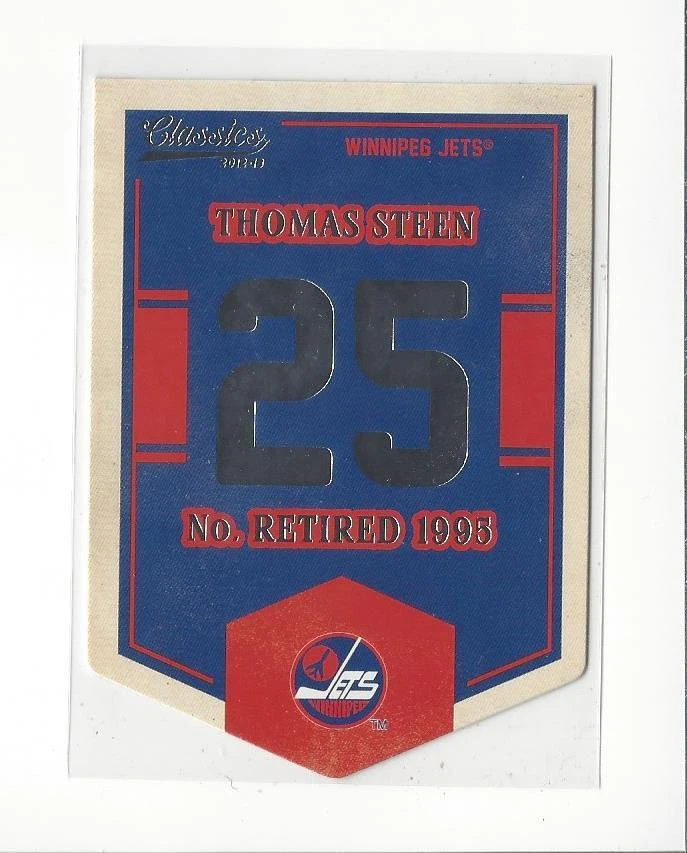 Classics
2012-13
WINNIPEG JETS®
THOMAS STEEN
25
No. RETIRED 1995
JETS
WINNIPEG
TM